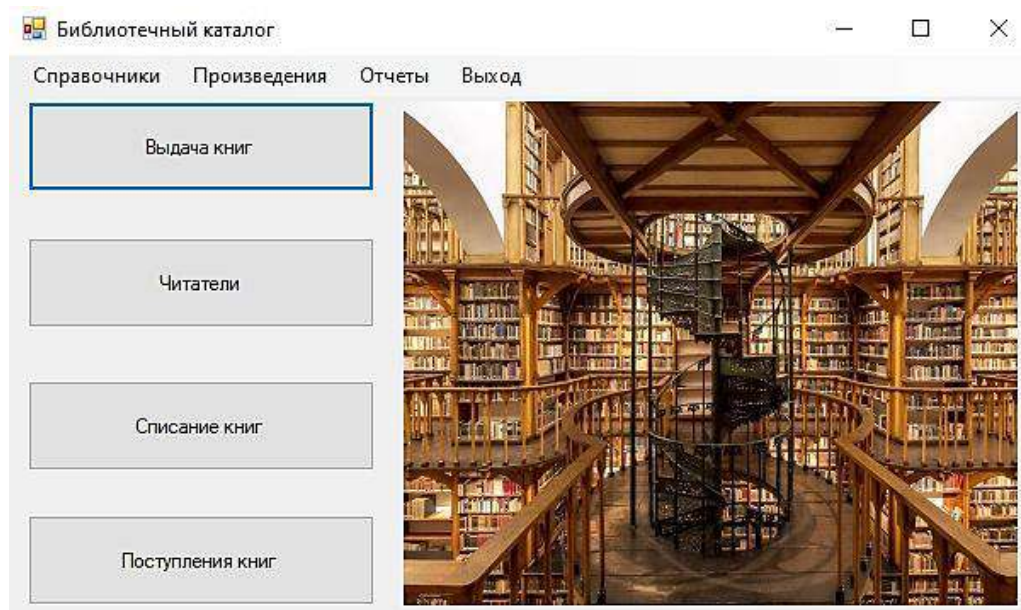 Библиотечный каталог
Справочники Произведения Отчеты Выход
Выдача книг
Читатели
Списание книг
Поступления книг